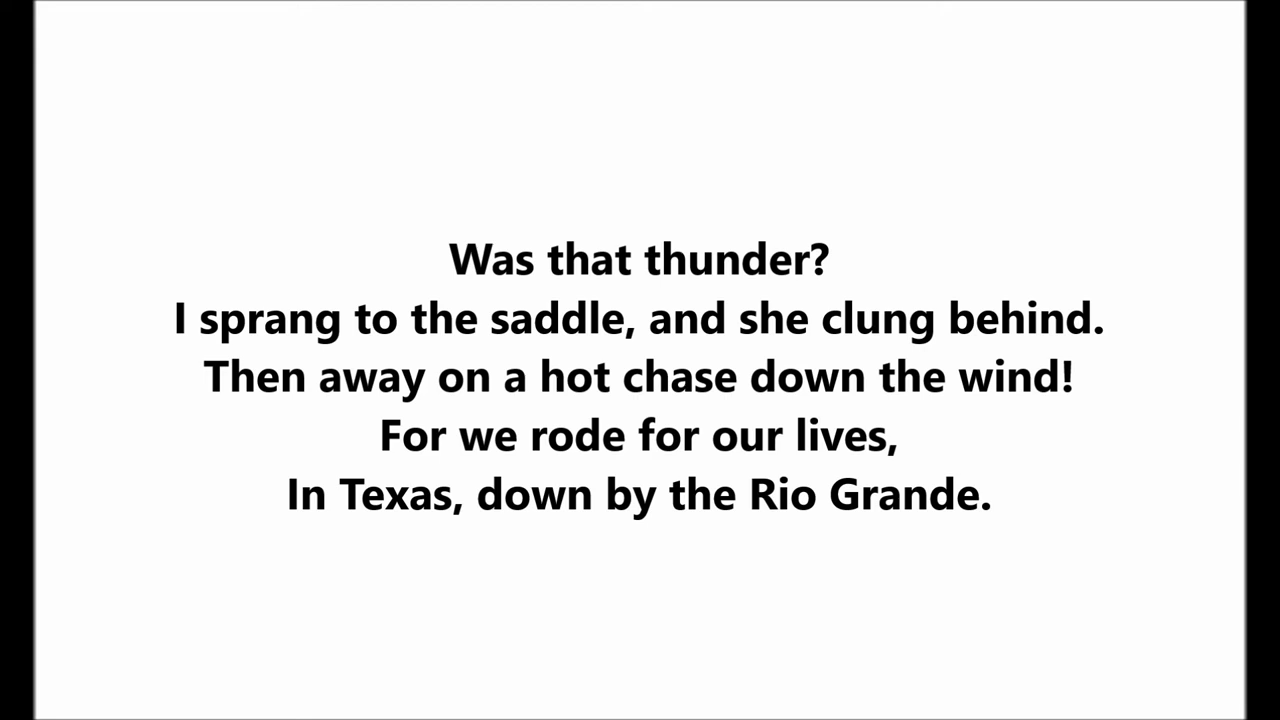 Was that thunder?
I sprang to the saddle, and she clung behind.
Then away on a hot chase down the wind!
For we rode for our lives,
In Texas, down by the Rio Grande.